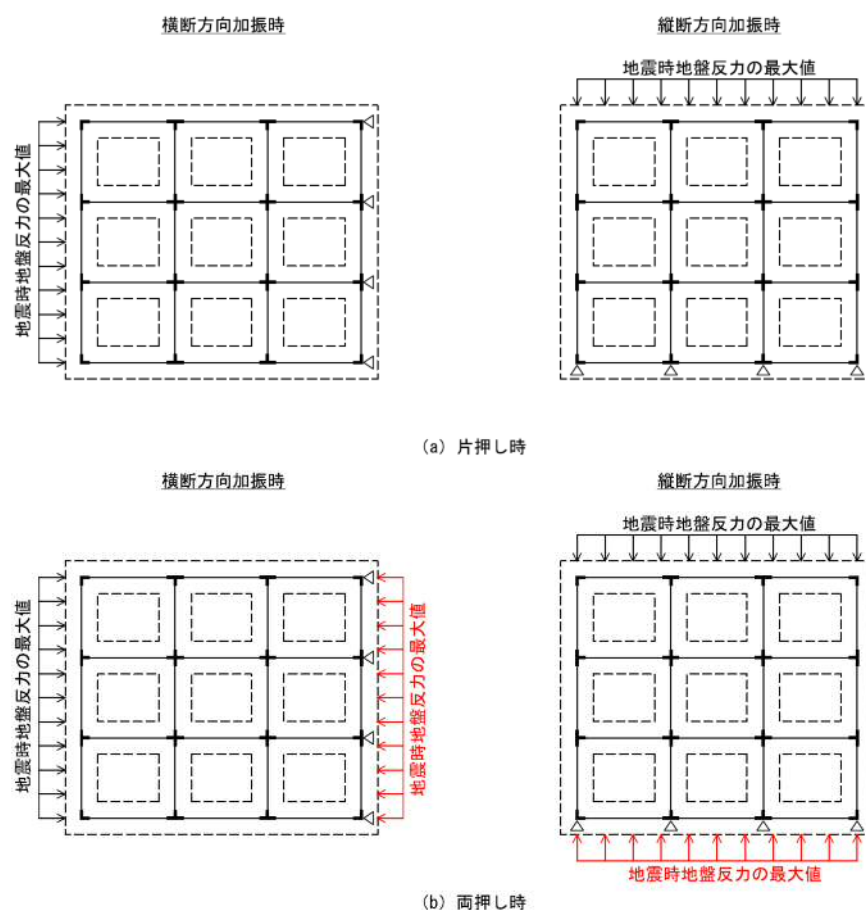 横断方向加振時
縦断方向加振時
地震時地盤反力の最大値
地震時地盤反力の最大値
(a) 片押し時
横断方向加振時
縦断方向加振時
地震時地盤反力の最大値
地震時地盤反力の最大値
地震時地盤反力の最大値
地震時地盤反力の最大値
(b) 両押し時